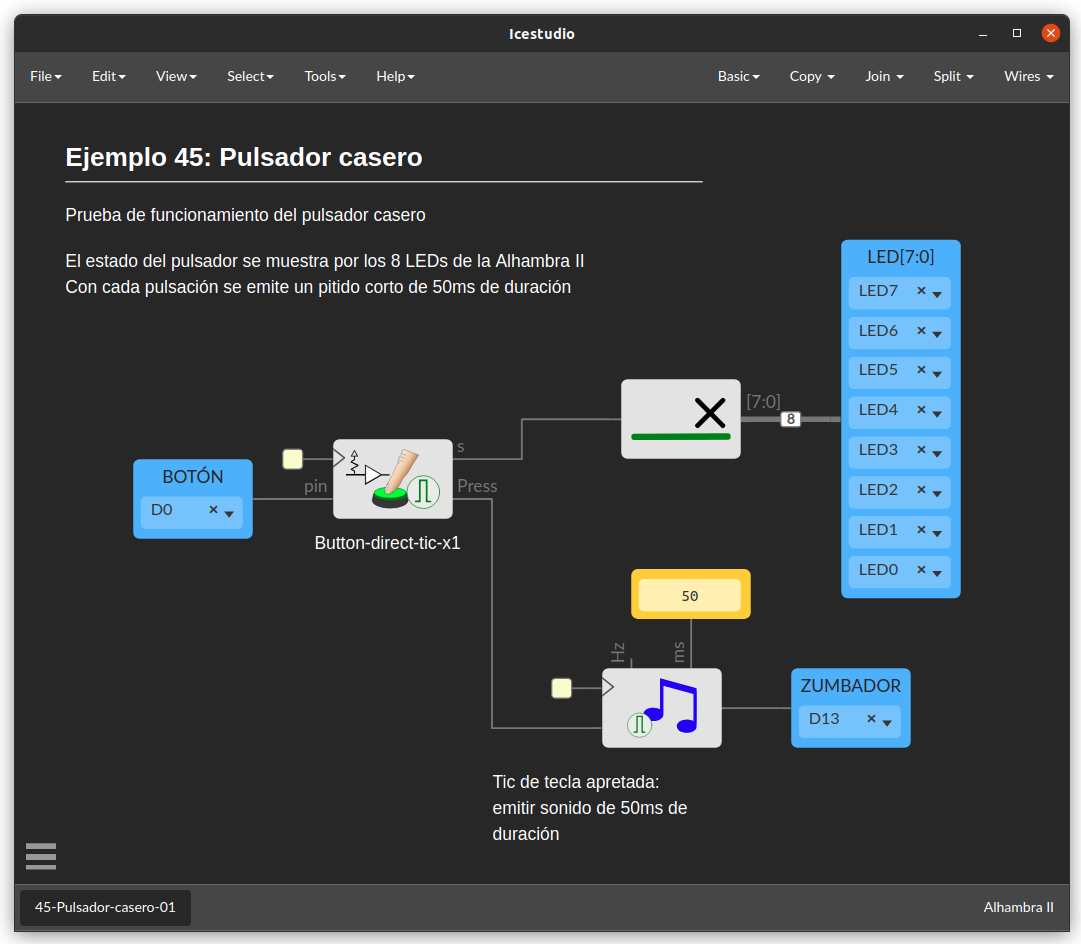 Icestudio
File Edit View Select Tools Help Basic Copy Join Split Wires
Ejemplo 45: Pulsador casero
Prueba de funcionamiento del pulsador casero
El estado del pulsador se muestra por los 8 LEDs de la Alhambra II
Con cada pulsación se emite un pitido corto de 50ms de duración
LED[7:0]
LED7
LED6
LED5
LED4
LED3
LED2
LED1
LED0
[7:0]
8
BOTÓN
D0
pin
s
Press
Button-direct-tic-x1
50
Hz
ms
ZUMBADOR
D13
Tic de tecla apretada:
emitir sonido de 50ms de
duración
45-Pulsador-casero-01
Alhambra II